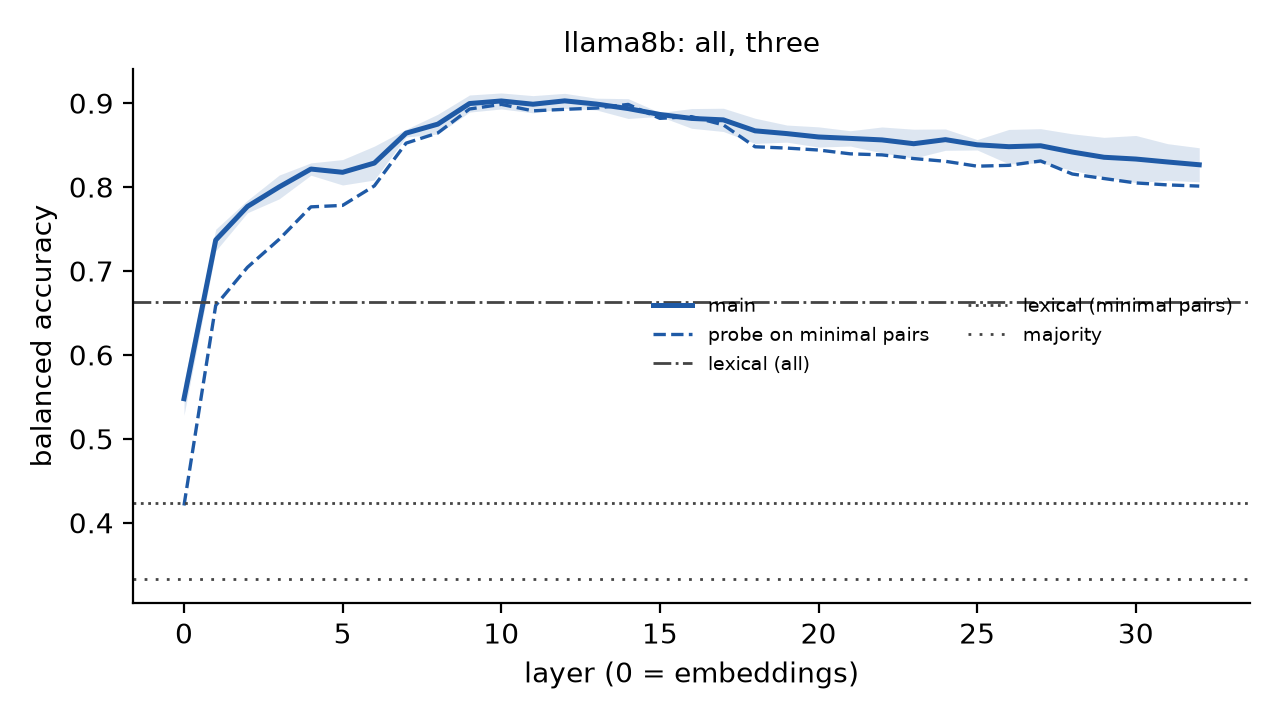 llama8b: all, three
balanced accuracy
0.9
0.8
0.7
0.6
0.5
0.4
main
probe on minimal pairs
lexical (all)
lexical (minimal pairs)
majority
0 5 10 15 20 25 30
layer (0 = embeddings)